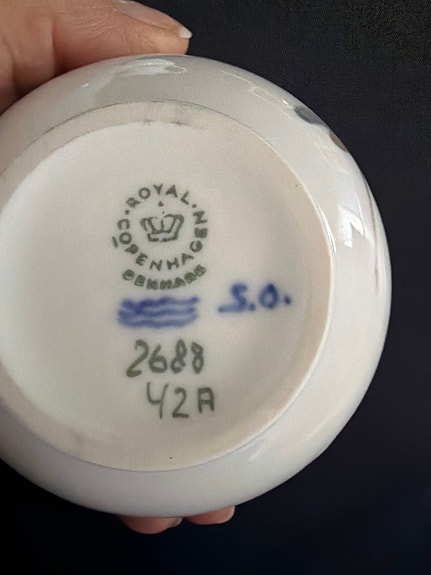 ROYAL
COPENHAGEN
DENMARK
S.O.
2688
42A